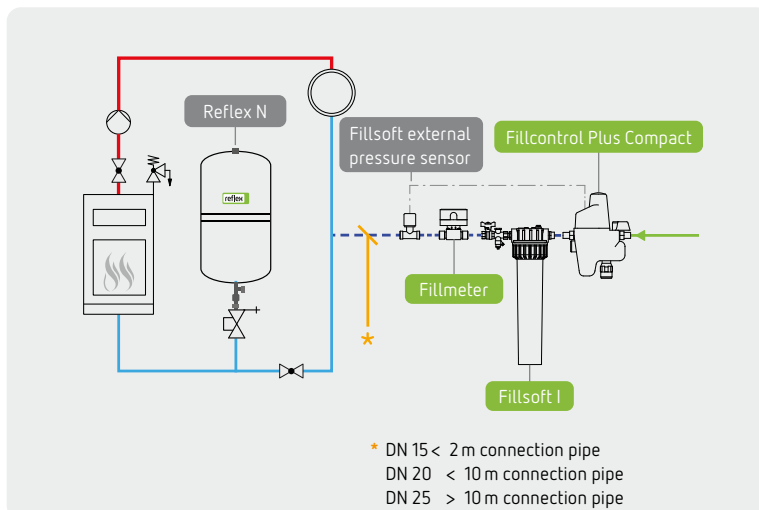 Reflex N
Fillsoft external
pressure sensor
Fillcontrol Plus Compact
reflex
Fillmeter
Fillsoft I
*
* DN 15 < 2 m connection pipe
DN 20 < 10 m connection pipe
DN 25 > 10 m connection pipe